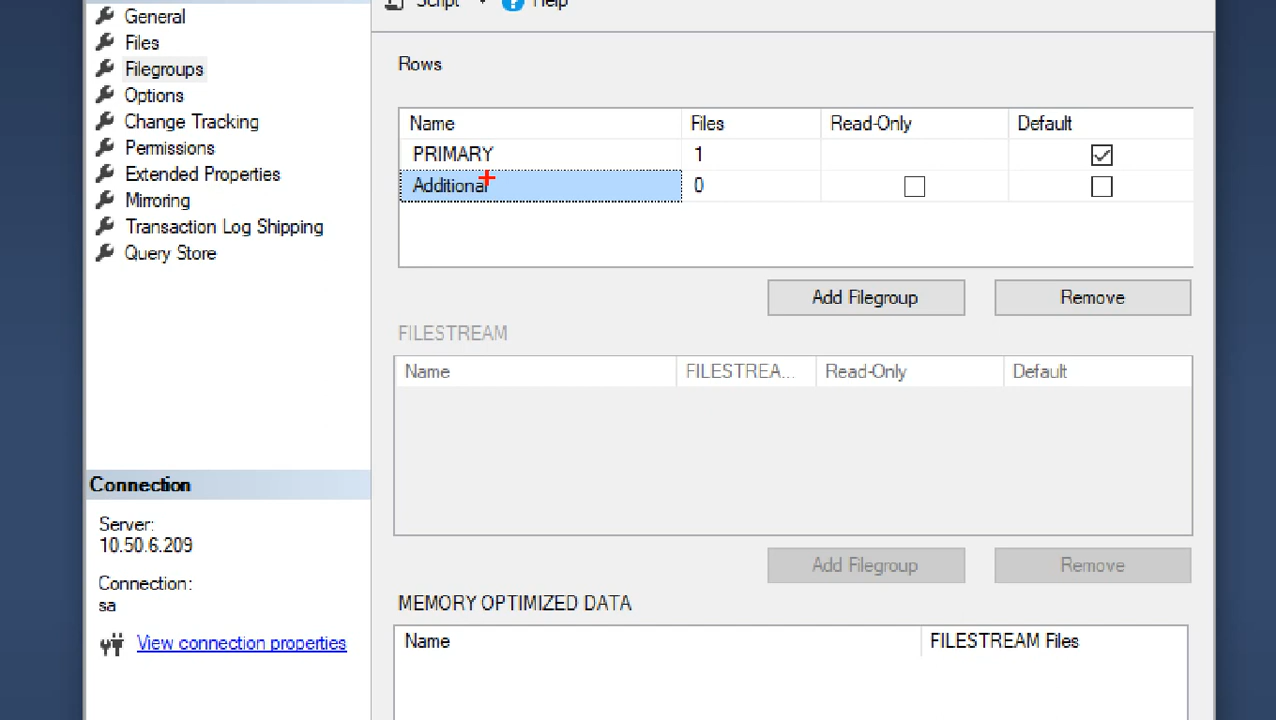 Script Help
General
Files
Filegroups
Options
Change Tracking
Permissions
Extended Properties
Mirroring
Transaction Log Shipping
Query Store
Connection
Server:
10.50.6.209
Connection:
sa
View connection properties
Rows
Name Files Read-Only Default
PRIMARY 1
Additional 0
Add Filegroup Remove
FILESTREAM
Name FILESTREA... Read-Only Default
Add Filegroup Remove
MEMORY OPTIMIZED DATA
Name FILESTREAM Files